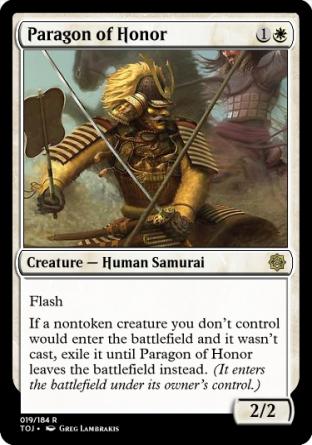 Paragon of Honor 1
Creature — Human Samurai
Flash
If a nontoken creature you don't control
would enter the battlefield and it wasn't
cast, exile it until Paragon of Honor
leaves the battlefield instead. (It enters
the battlefield under its owner's control.)
2/2
019/184 R
TOJ • Greg Lambrakis